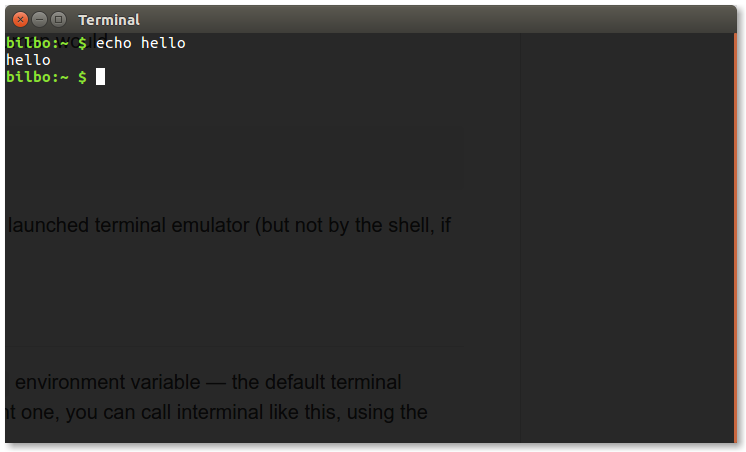 Terminal
bilbo:~ $ echo hello
hello
bilbo:~ $
launched terminal emulator (but not by the shell, if
environment variable — the default terminal
nt one, you can call interminal like this, using the